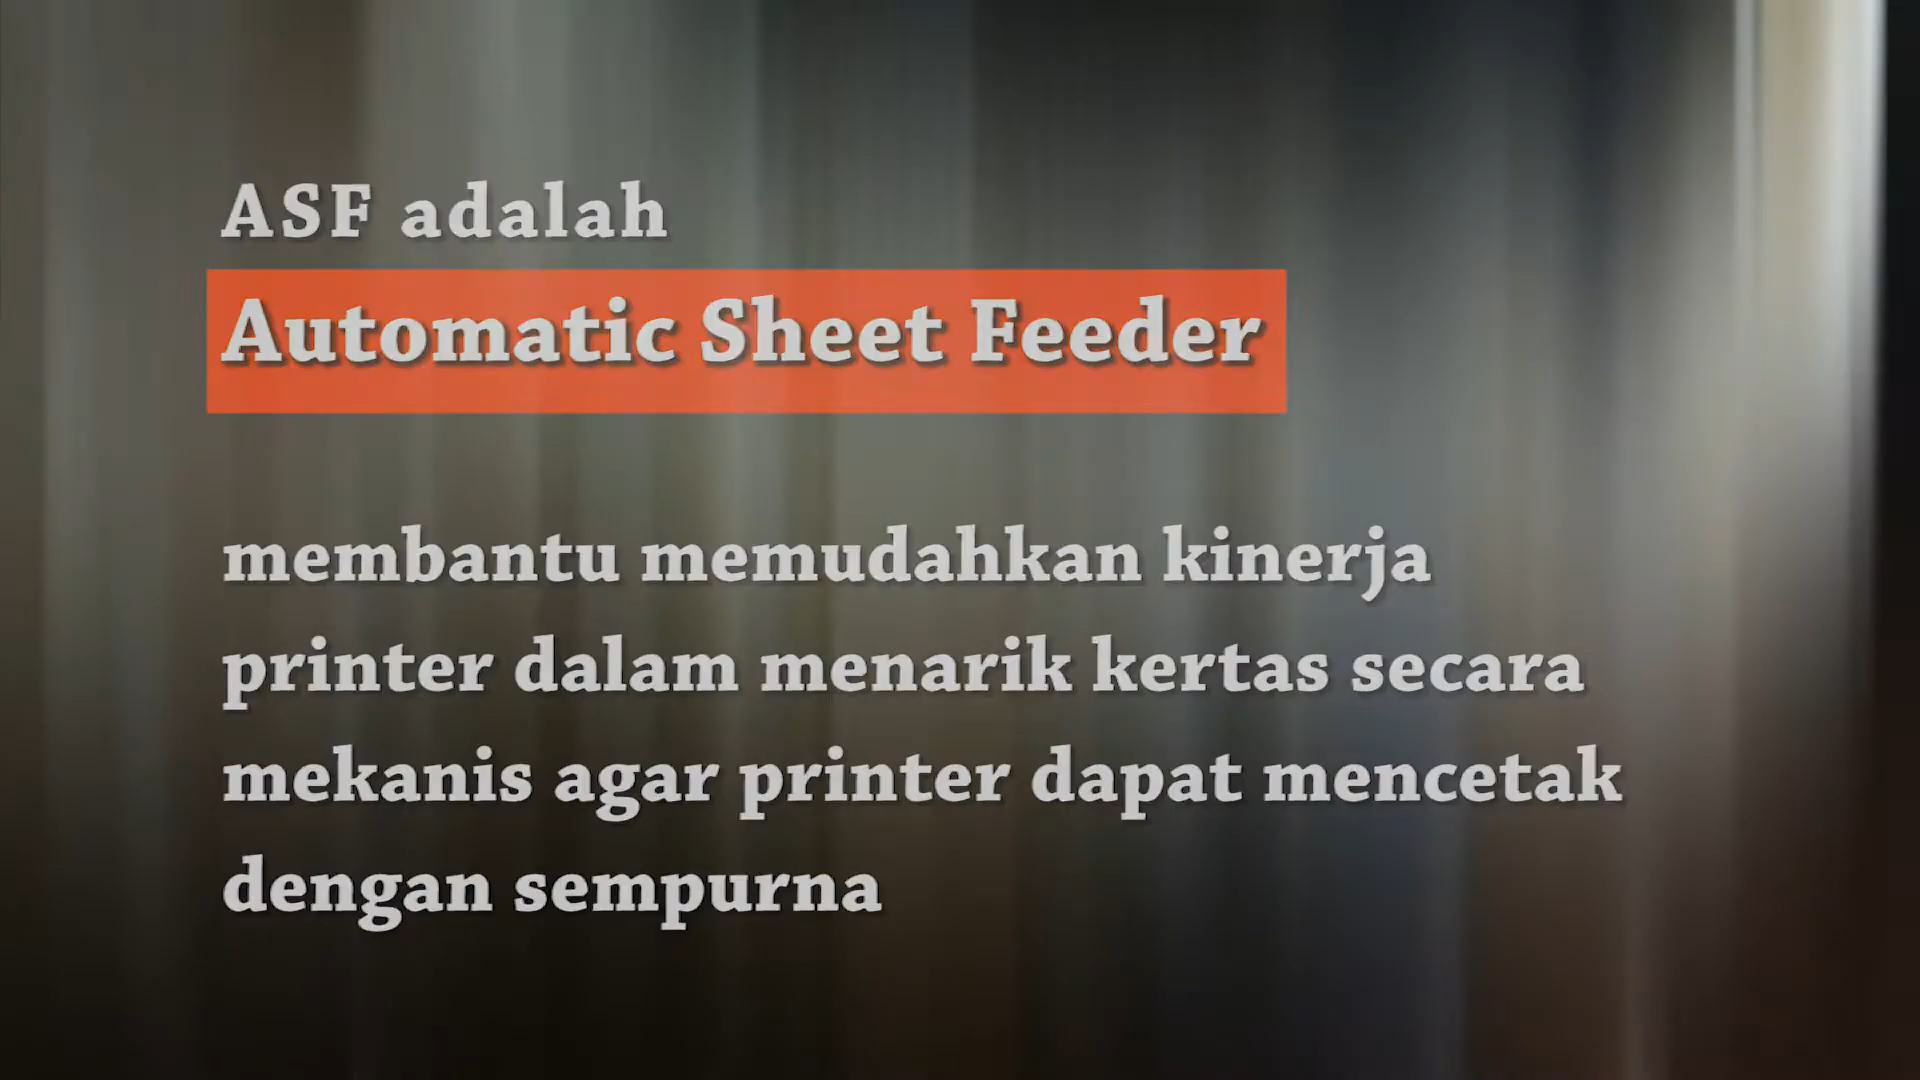 ASF adalah
Automatic Sheet Feeder
membantu memudahkan kinerja
printer dalam menarik kertas secara
mekanis agar printer dapat mencetak
dengan sempurna